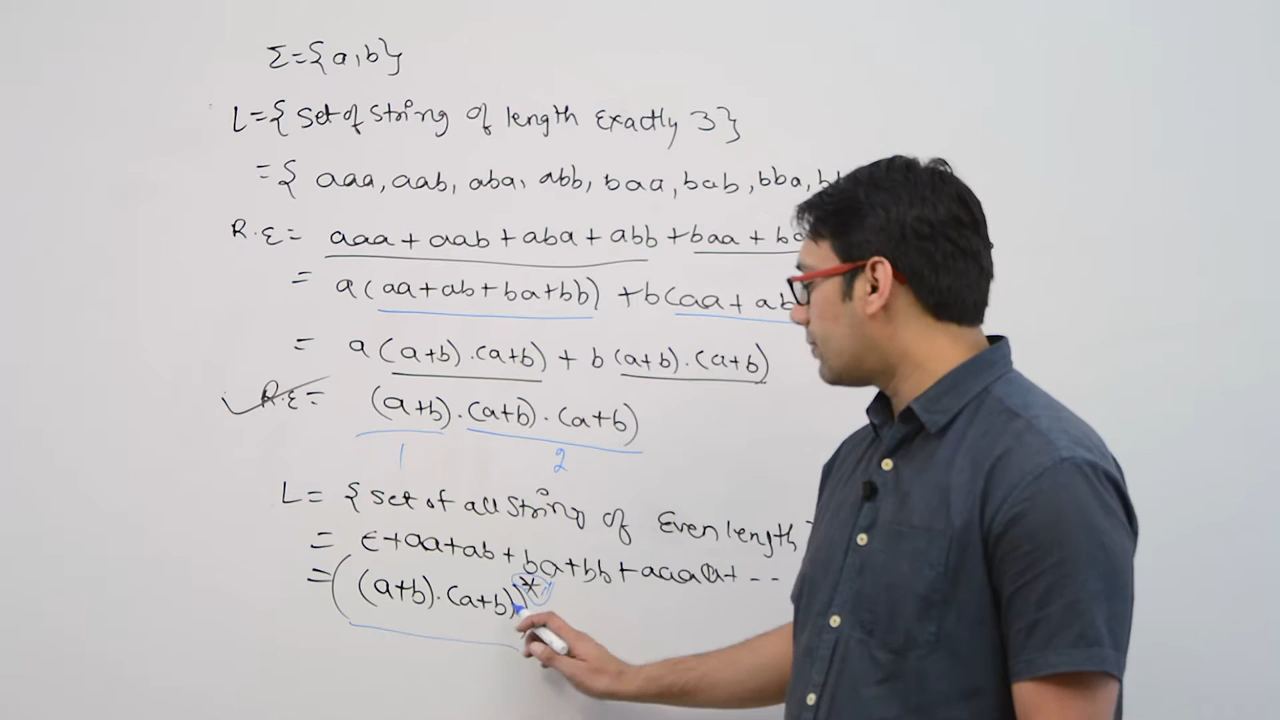 Σ={a,b}
L={ set of string of length exactly 3}
={ aaa, aab, aba, abb, baa, bab, bba,
R.E= aaa + aab + aba + abb + baa +
= a(aa+ab+ba+bb) +b(aa+ ab
= a(a+b).(a+b) + b(a+b).(a+b)
R.E= (a+b).(a+b).(a+b)
1 2
L= { set of all string of Even length
= ε+aa+ab+ba+bb+aaaa+ --
=((a+b).(a+b))*